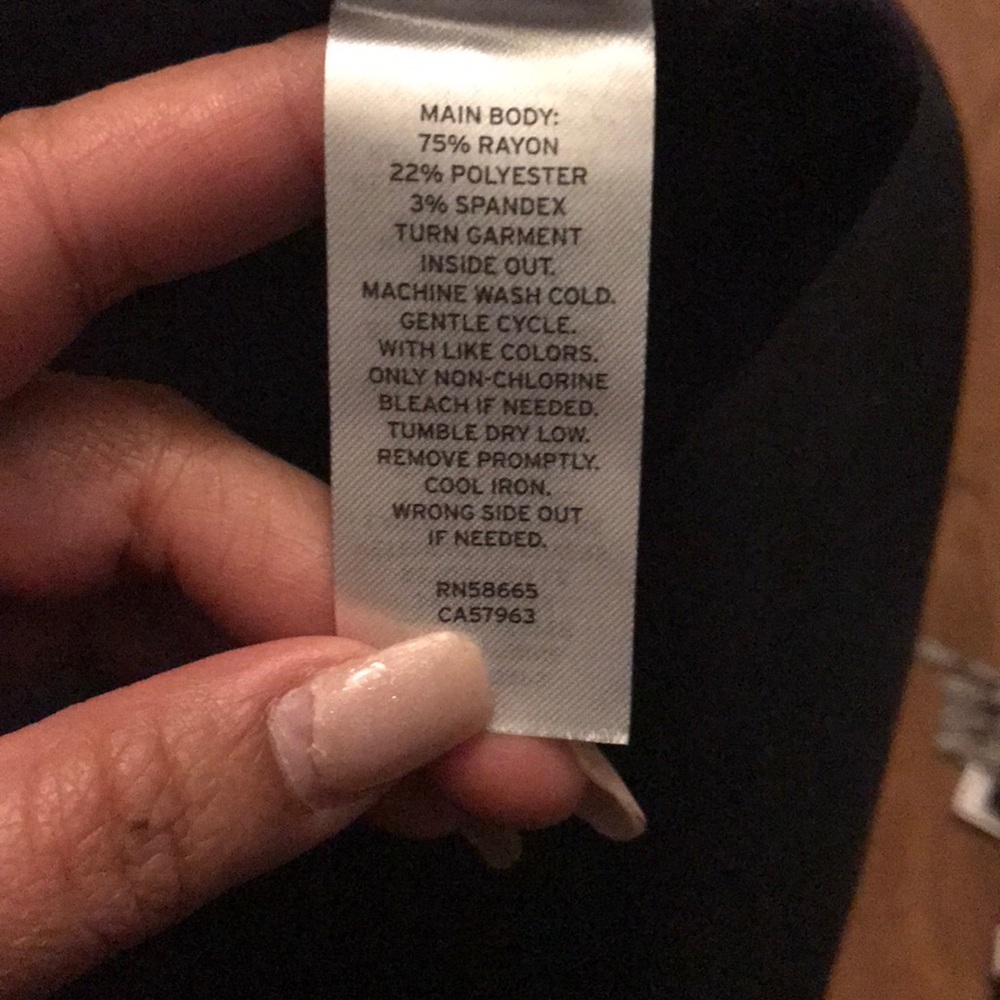 MAIN BODY:
75% RAYON
22% POLYESTER
3% SPANDEX
TURN GARMENT
INSIDE OUT.
MACHINE WASH COLD.
GENTLE CYCLE.
WITH LIKE COLORS.
ONLY NON-CHLORINE
BLEACH IF NEEDED.
TUMBLE DRY LOW.
REMOVE PROMPTLY.
COOL IRON.
WRONG SIDE OUT
IF NEEDED.
RN58665
CA57963